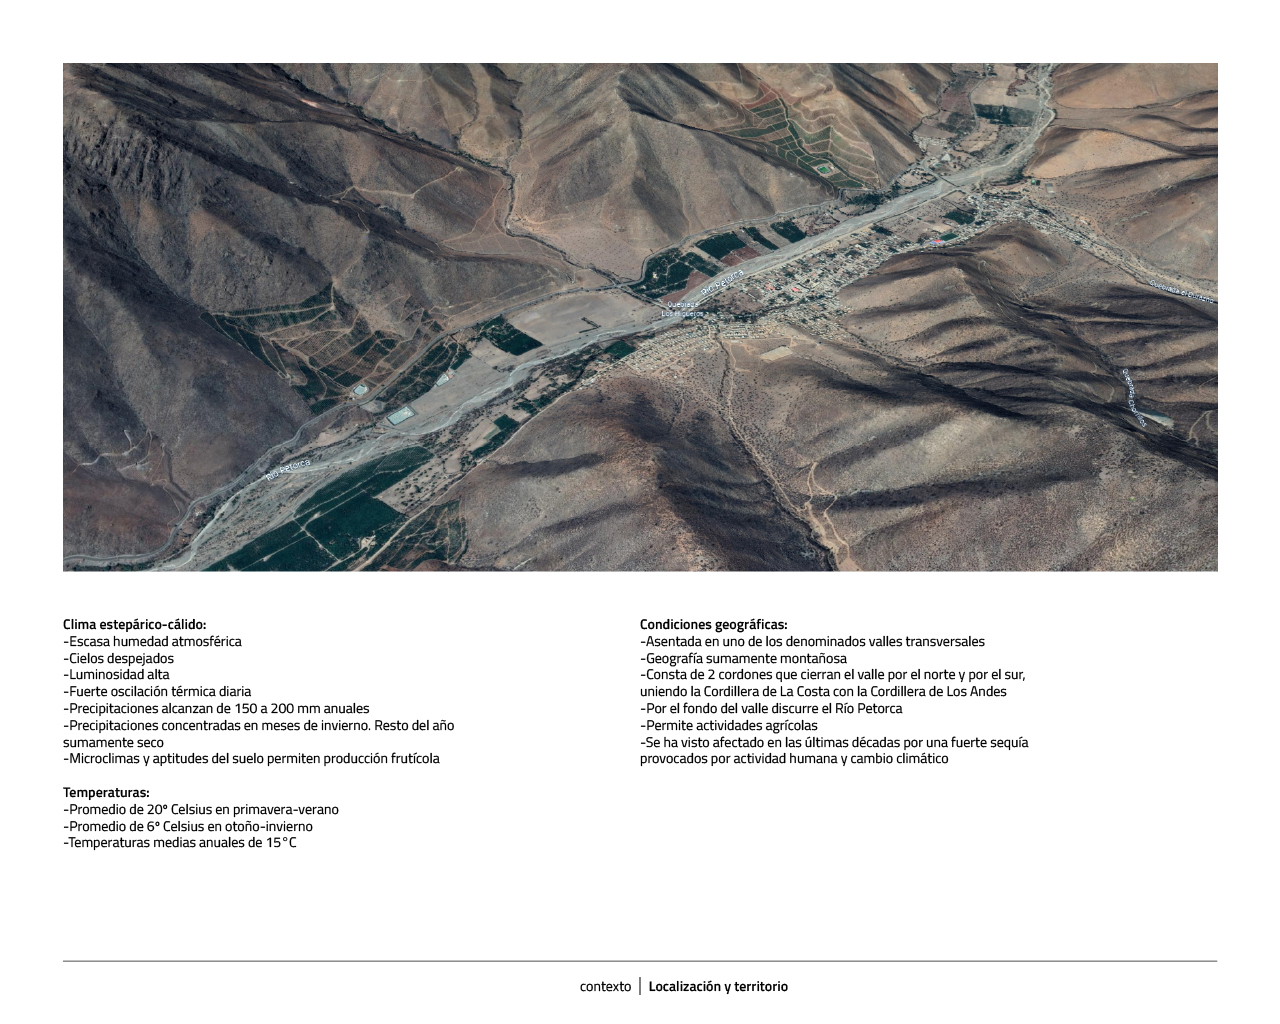 Río Petorca
Quebrada
Los Higueros
Río Petorca
Quebrada
Chorrillos
Clima estepárico-cálido:
-Escasa humedad atmosférica
-Cielos despejados
-Luminosidad alta
-Fuerte oscilación térmica diaria
-Precipitaciones alcanzan de 150 a 200 mm anuales
-Precipitaciones concentradas en meses de invierno. Resto del año
sumamente seco
-Microclimas y aptitudes del suelo permiten producción frutícola
Temperaturas:
-Promedio de 20º Celsius en primavera-verano
-Promedio de 6º Celsius en otoño-invierno
-Temperaturas medias anuales de 15°C
Condiciones geográficas:
-Asentada en uno de los denominados valles transversales
-Geografía sumamente montañosa
-Consta de 2 cordones que cierran el valle por el norte y por el sur,
uniendo la Cordillera de La Costa con la Cordillera de Los Andes
-Por el fondo del valle discurre el Río Petorca
-Permite actividades agrícolas
-Se ha visto afectado en las últimas décadas por una fuerte sequía
provocados por actividad humana y cambio climático
contexto | Localización y territorio